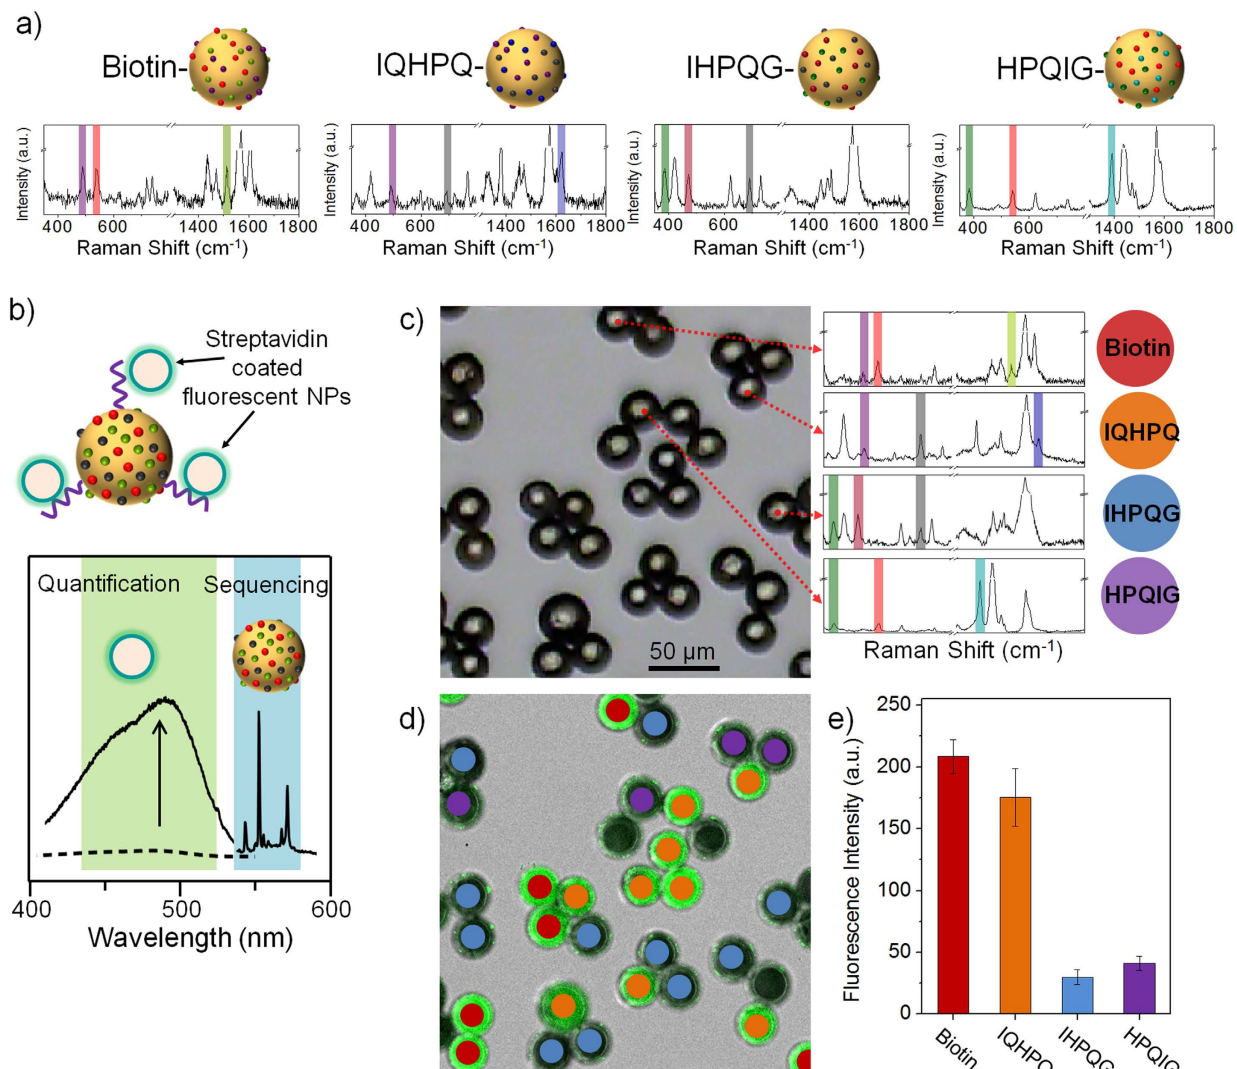 a)
Biotin-
IQHPQ-
IHPQG-
HPQIG-
Intensity (a.u.)
400 600 1400 1600 1800
Raman Shift (cm-1)
Intensity (a.u.)
400 600 1400 1600 1800
Raman Shift (cm-1)
Intensity (a.u.)
400 600 1400 1600 1800
Raman Shift (cm-1)
Intensity (a.u.)
400 600 1400 1600 1800
Raman Shift (cm-1)
b)
Streptavidin
coated
fluorescent NPs
Quantification
Sequencing
400 500 600
Wavelength (nm)
c)
50 µm
Biotin
IQHPQ
IHPQG
HPQIG
Raman Shift (cm-1)
d)
e)
Fluorescence Intensity (a.u.)
250
200
150
100
50
0
Biotin
IQHPQ
IHPQG
HPQIG